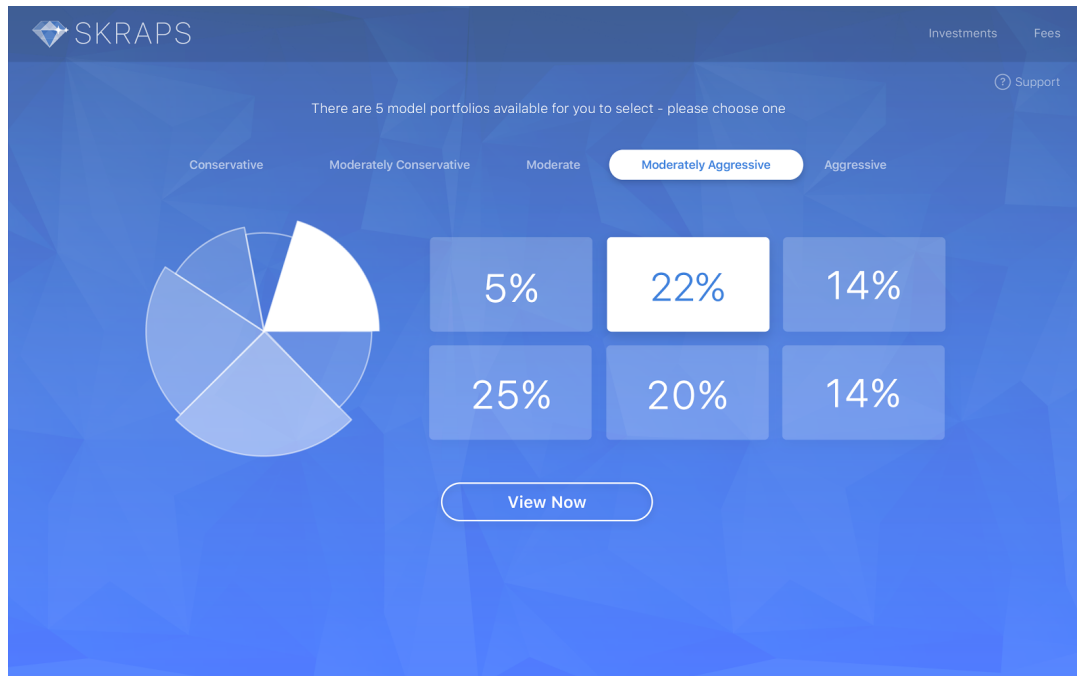 SKRAPS
Investments
Fees
? Support
There are 5 model portfolios available for you to select - please choose one
Conservative
Moderately Conservative
Moderate
Moderately Aggressive
Aggressive
5%
22%
14%
25%
20%
14%
View Now